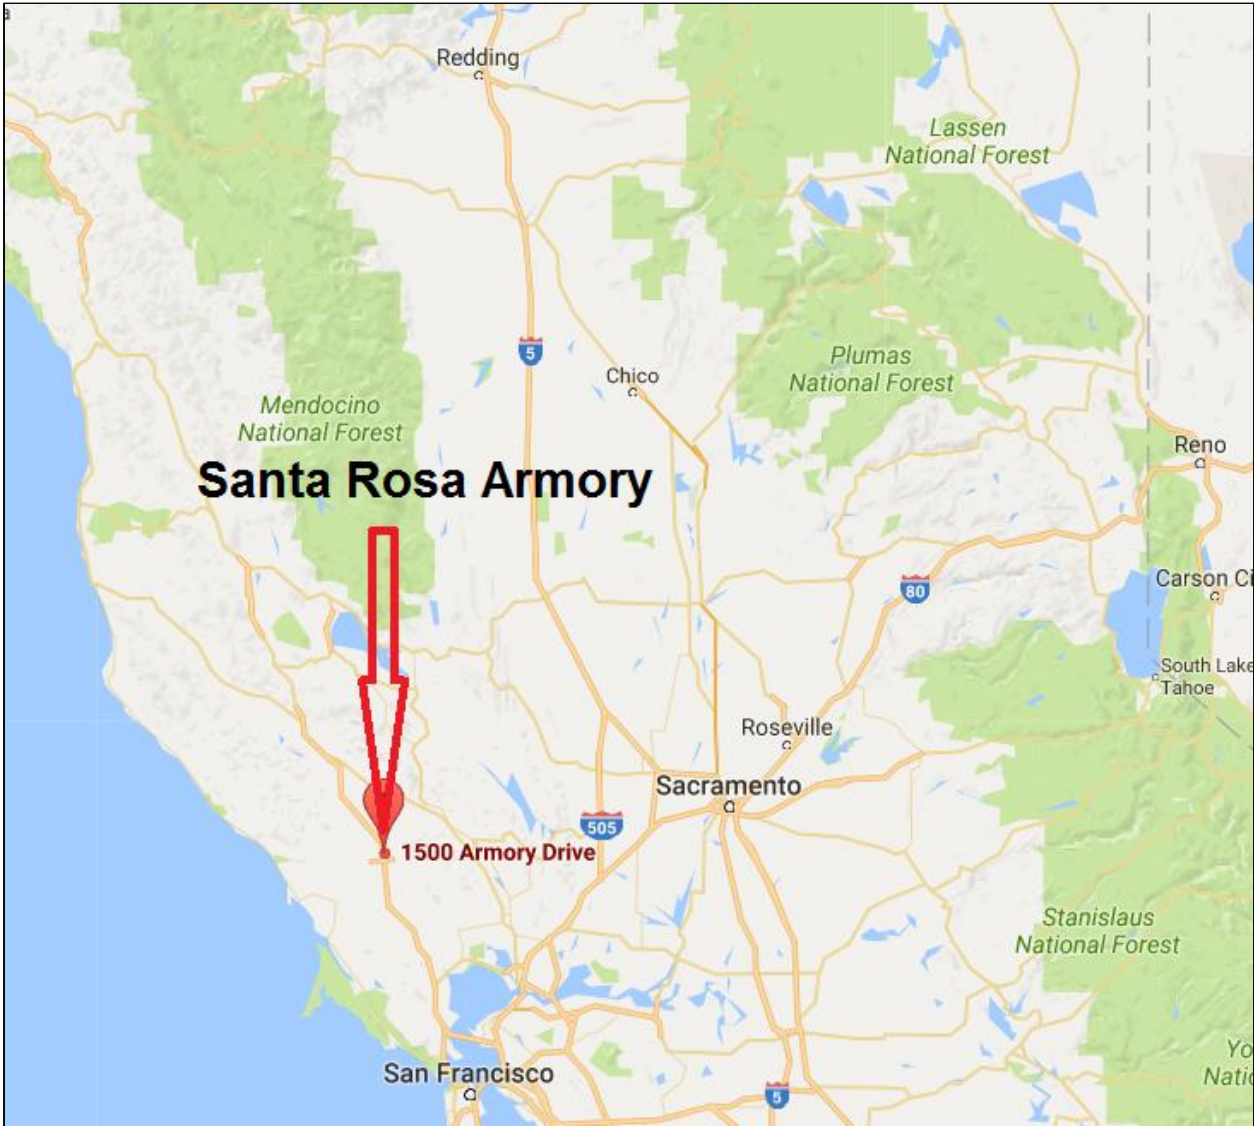 a
Redding
Lassen
National Forest
5
Chico
Plumas
National Forest
Mendocino
National Forest
Reno
Santa Rosa Armory
80
Carson Ci
South Lake
Tahoe
Roseville
Sacramento
505
1500 Armory Drive
Stanislaus
National Forest
San Francisco
Yo
Natio
5